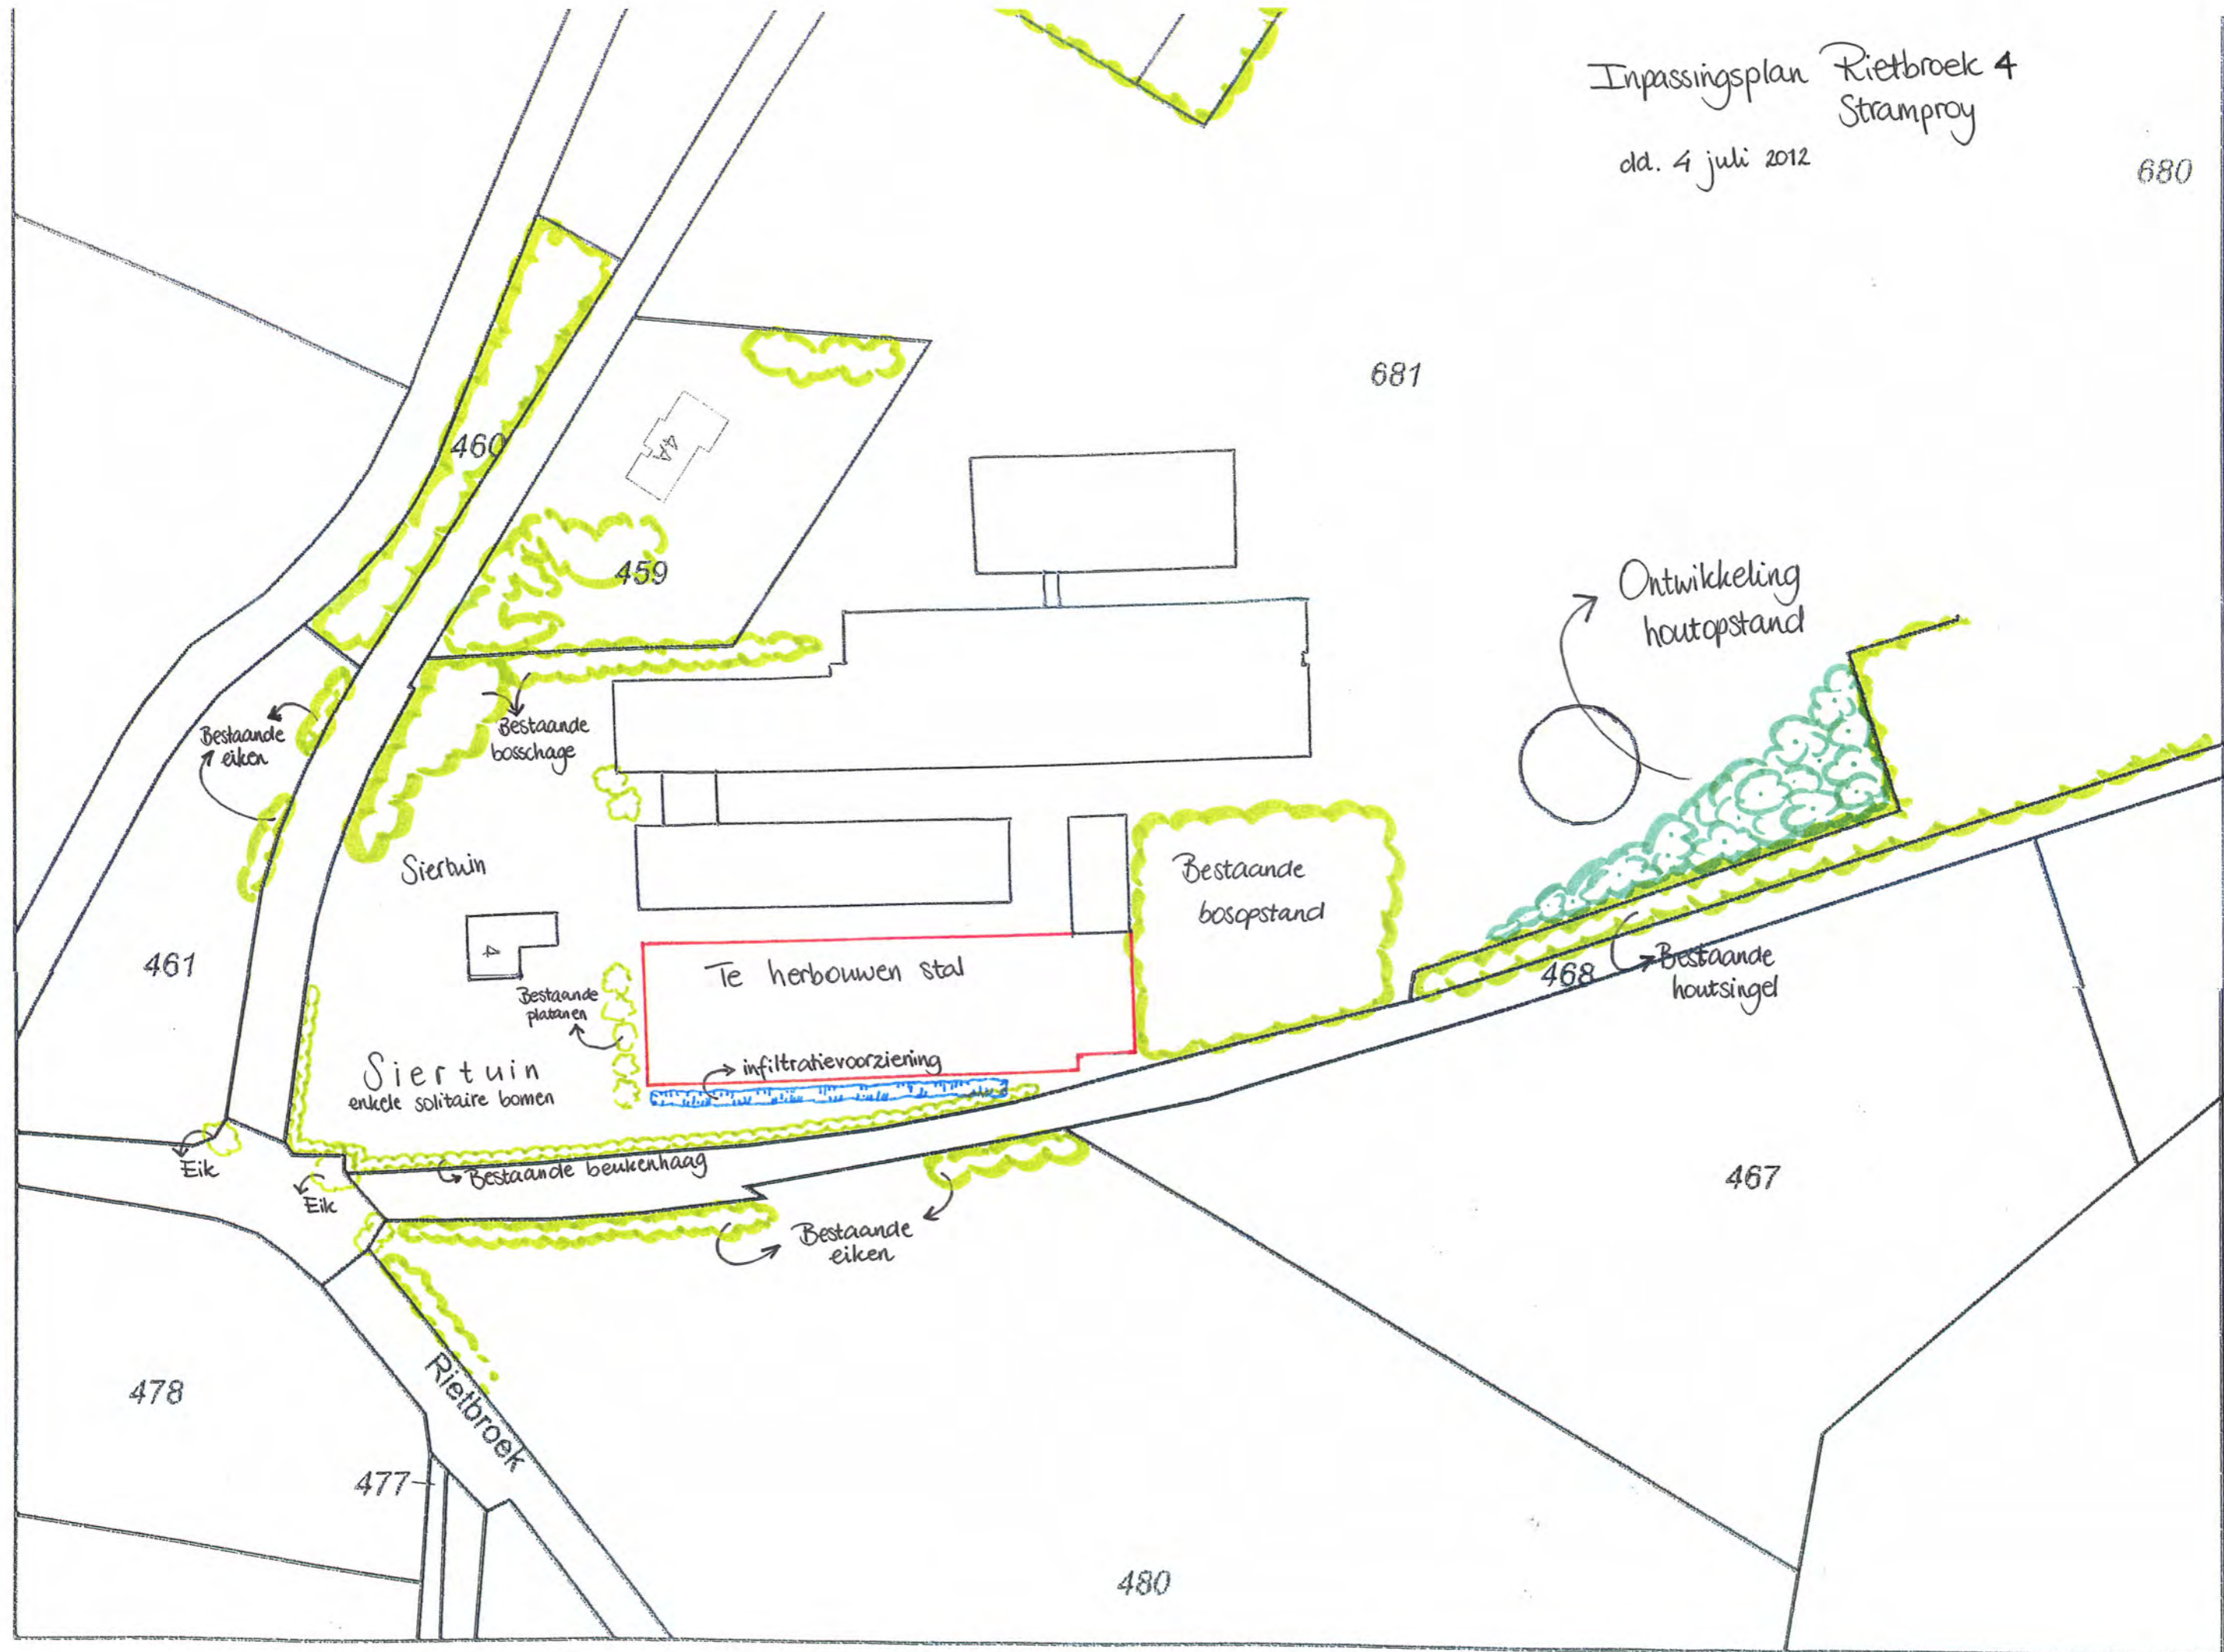 Inpassingsplan Rietbroek 4
Stramproy
dd. 4 juli 2012
680
681
460
4A
459
Ontwikkeling
houtopstand
Bestaande
eiken
Bestaande
bosschage
Siertuin
Bestaande
bosopstand
461
4
Te herbouwen stal
Bestaande
platanen
468
Bestaande
houtsingel
infiltratievoorziening
Siertuin
enkele solitaire bomen
Eik
Eik
Bestaande beukenhaag
467
Bestaande
eiken
478
Rietbroek
477
480